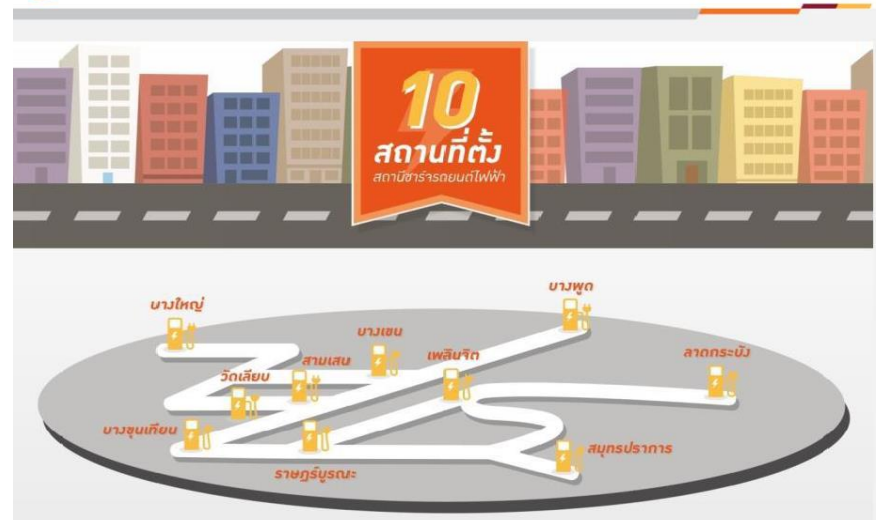 10
สถานที่ตั้ง
สถานีชาร์จรถยนต์ไฟฟ้า
บางพูด
บางใหญ่
บางเขน
ลาดกระบัง
สามเสน
เพลินจิต
วัดเลียบ
บางขุนเทียน
สมุทรปราการ
ราษฎร์บูรณะ